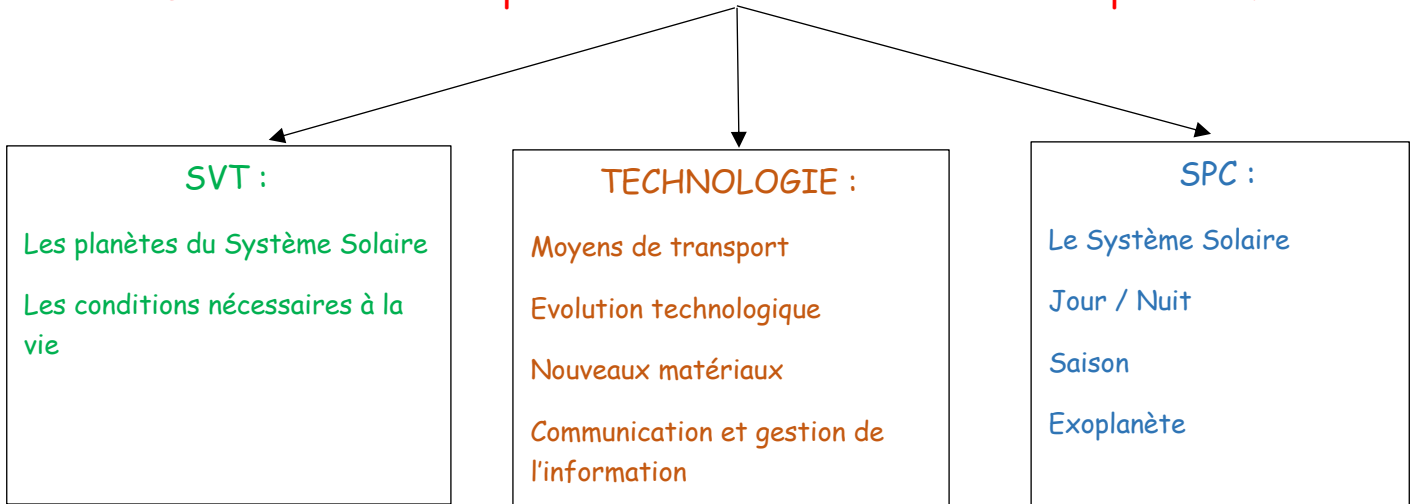 SVT :
Les planètes du Système Solaire
Les conditions nécessaires à la
vie
TECHNOLOGIE :
Moyens de transport
Evolution technologique
Nouveaux matériaux
Communication et gestion de
l'information
SPC :
Le Système Solaire
Jour / Nuit
Saison
Exoplanète